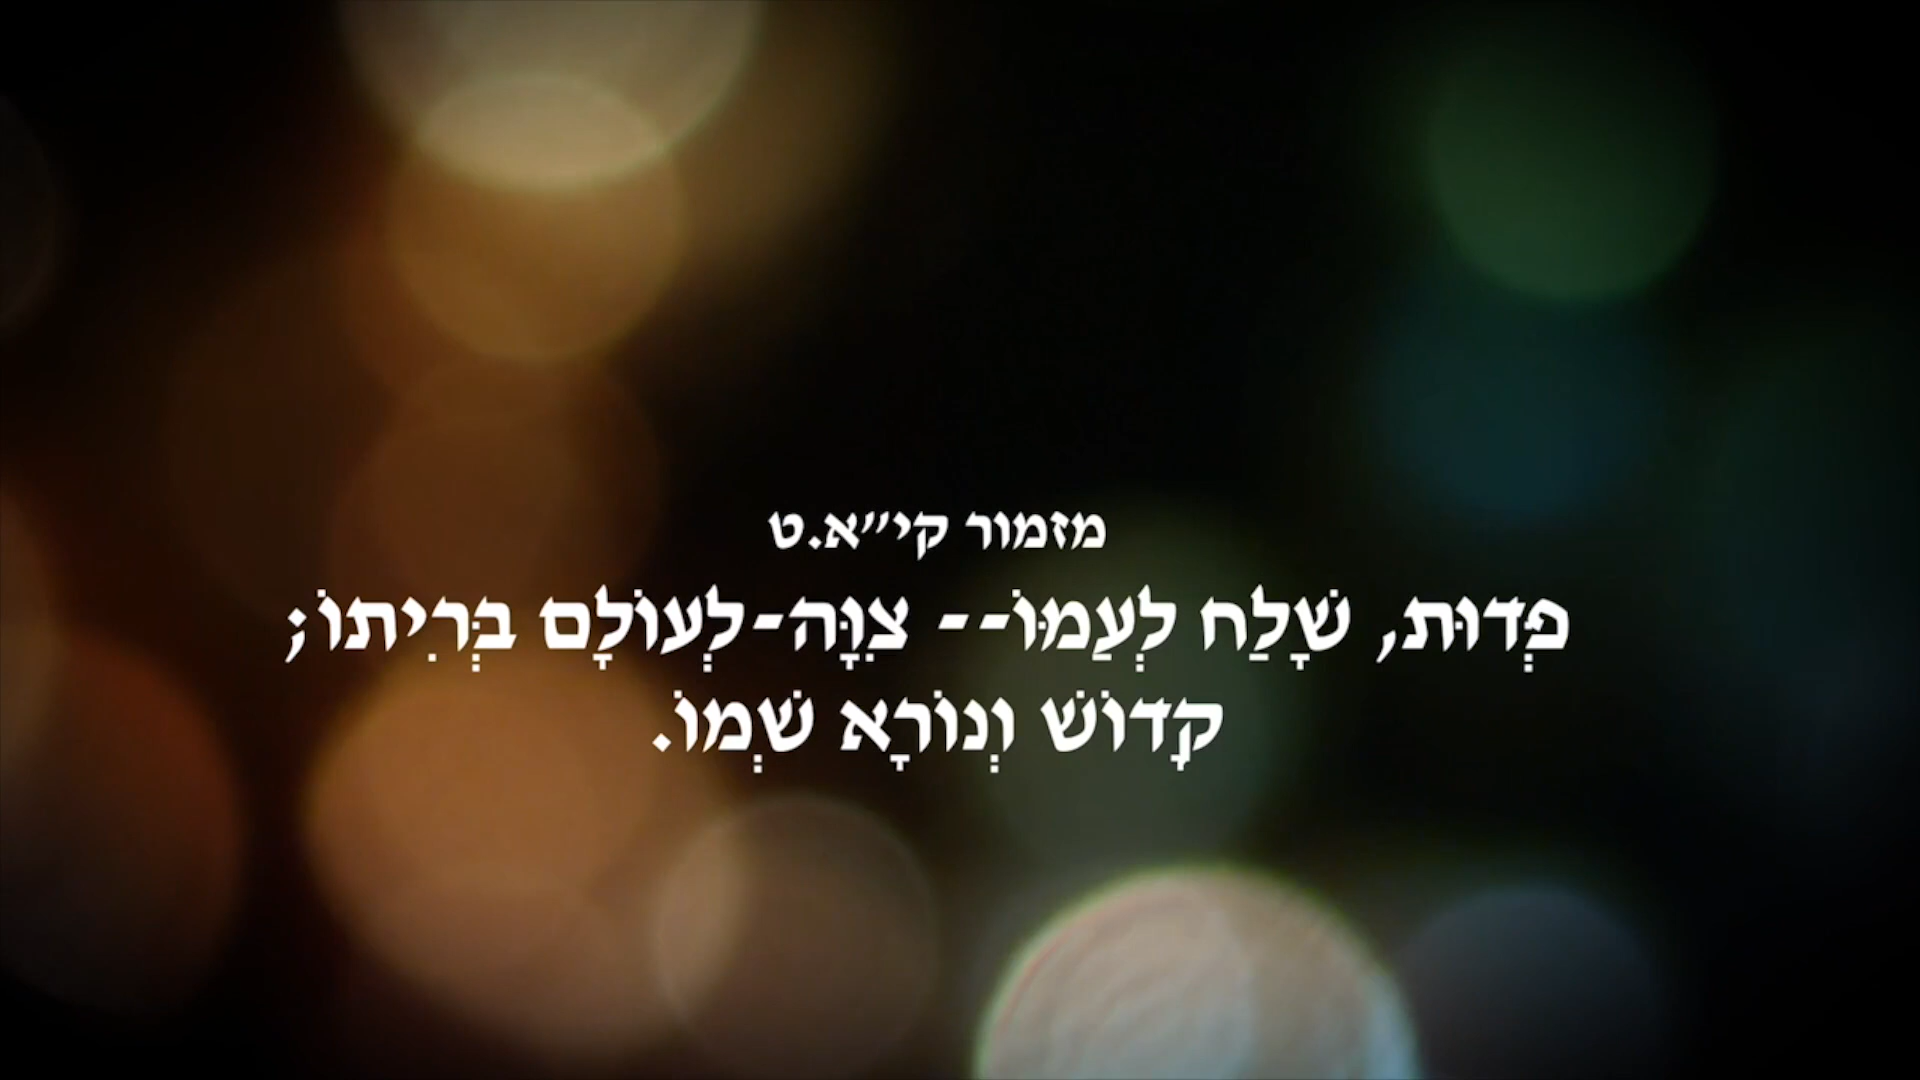 מזמור קי״א.ט
פְּדוּת, שָׁלַח לְעַמּוֹ-- צִוָּה-לְעוֹלָם בְּרִיתוֹ;
קָדוֹשׁ וְנוֹרָא שְׁמוֹ.